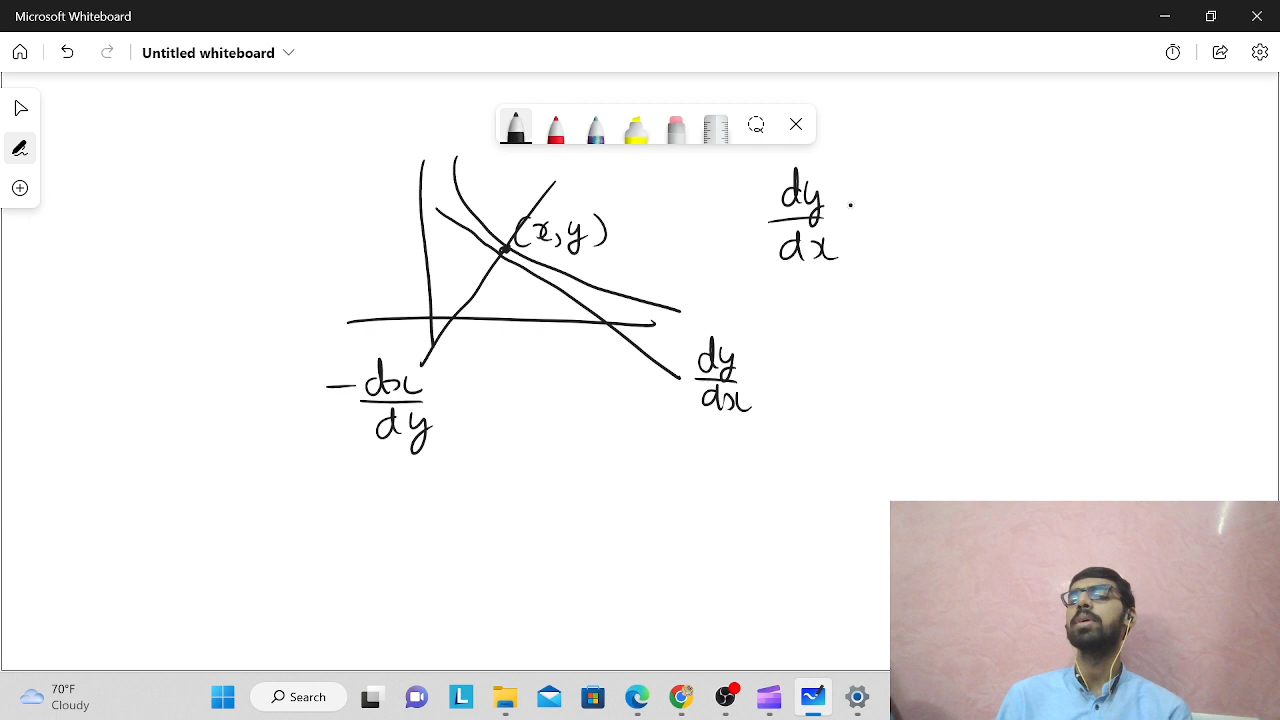 Microsoft Whiteboard
Untitled whiteboard
(x, y)
dy
dx
- dx
dy
dy
dx
70°F
Cloudy
Search
L